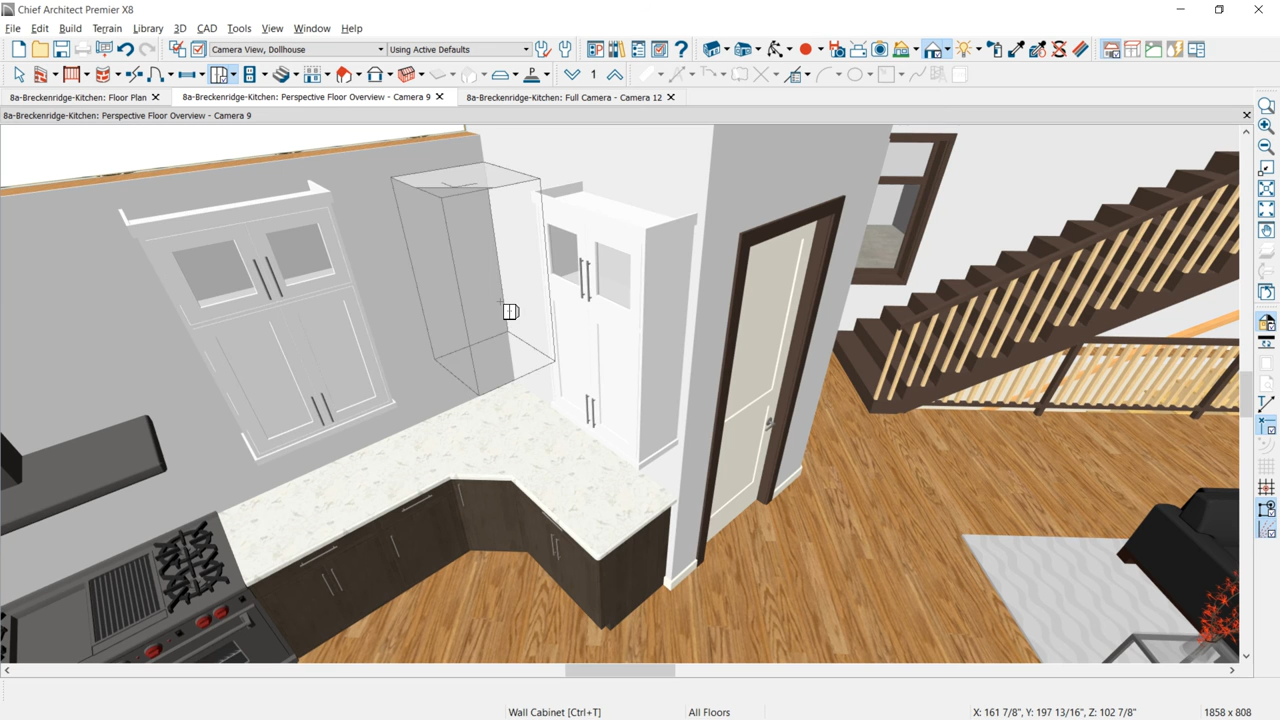 Chief Architect Premier X8
File Edit Build Terrain Library 3D CAD Tools View Window Help
Camera View, Dollhouse Using Active Defaults
1
8a-Breckenridge-Kitchen: Floor Plan 8a-Breckenridge-Kitchen: Perspective Floor Overview - Camera 9 8a-Breckenridge-Kitchen: Full Camera - Camera 12
8a-Breckenridge-Kitchen: Perspective Floor Overview - Camera 9
Wall Cabinet [Ctrl+T] All Floors X: 161 7/8", Y: 197 13/16", Z: 102 7/8" 1858 x 808